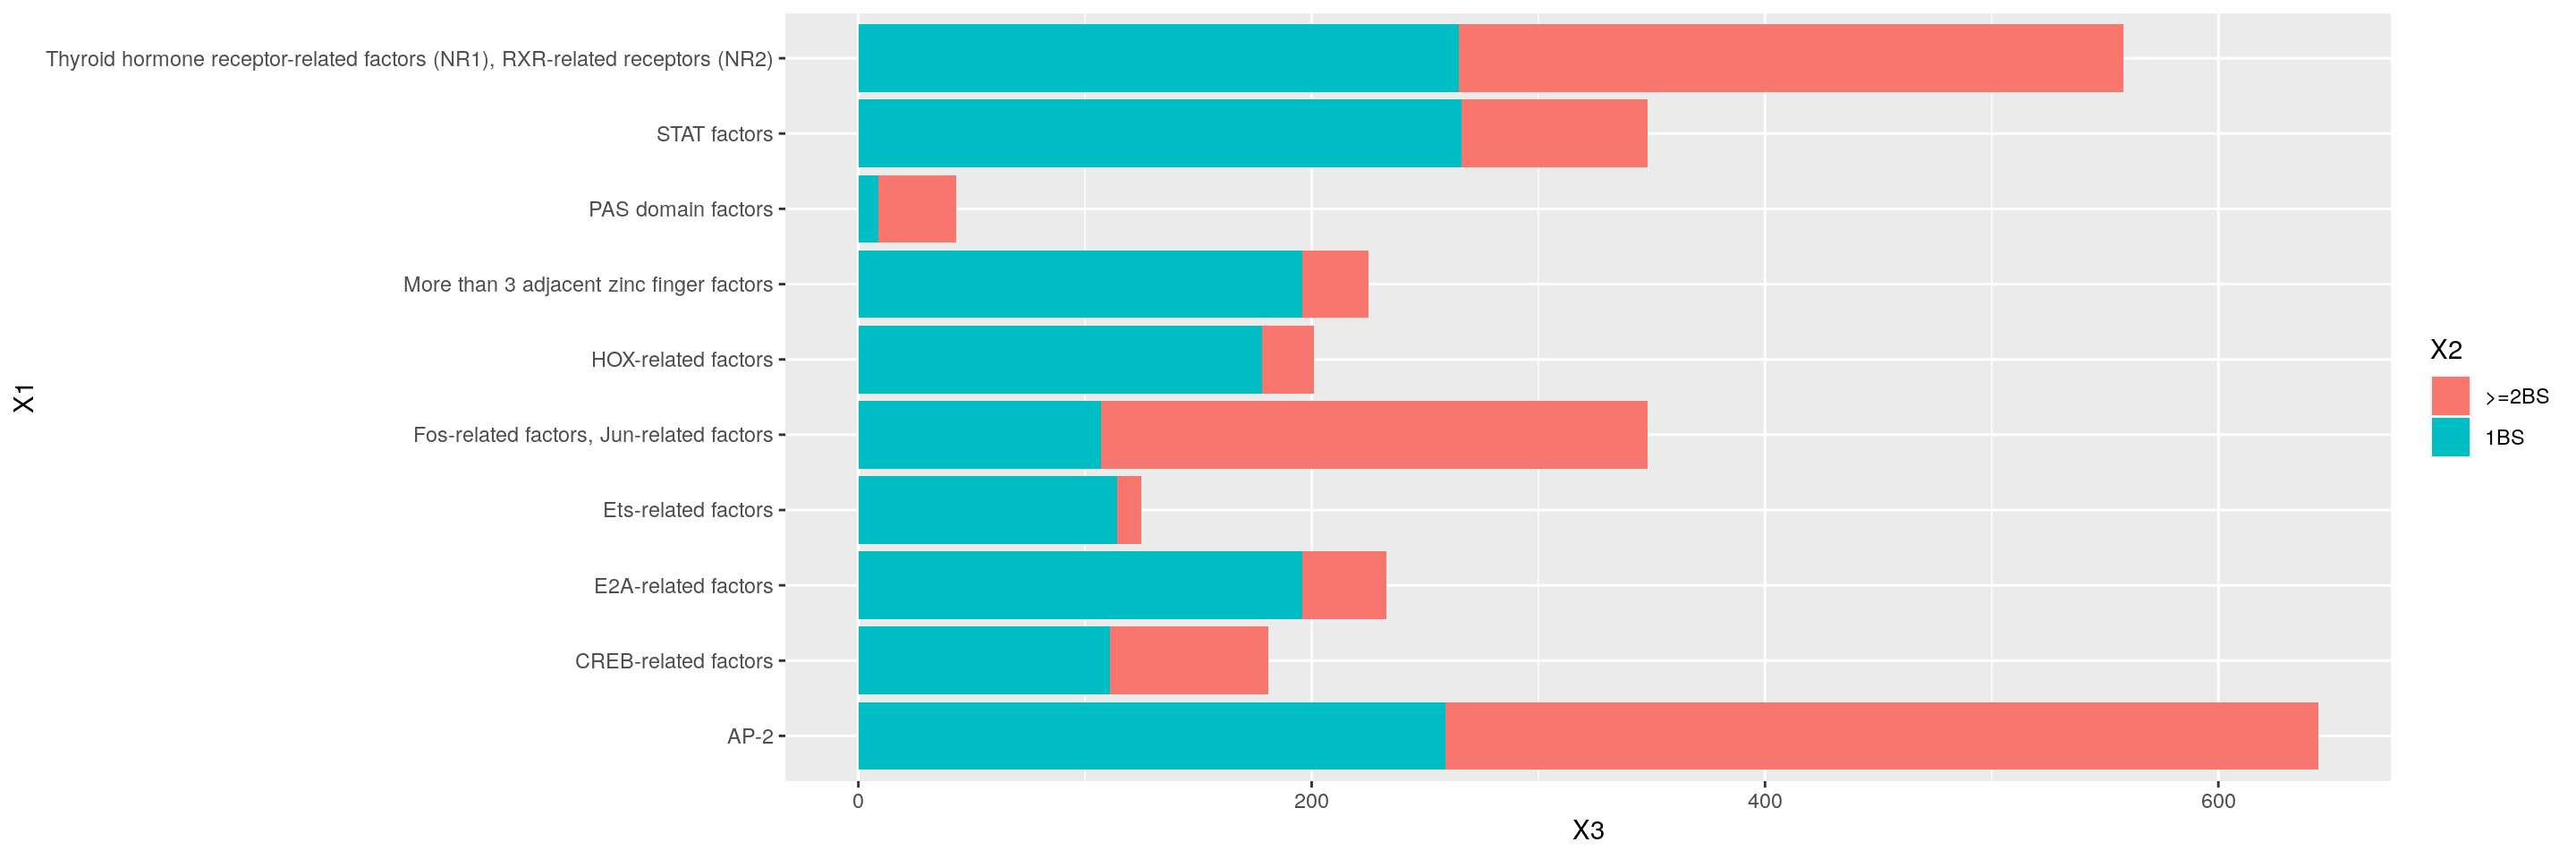 Thyroid hormone receptor-related factors (NR1), RXR-related receptors (NR2)
STAT factors
PAS domain factors
More than 3 adjacent zinc finger factors
HOX-related factors
Fos-related factors, Jun-related factors
Ets-related factors
E2A-related factors
CREB-related factors
AP-2
X1
0 200 400 600
X3
X2
>=2BS
1BS